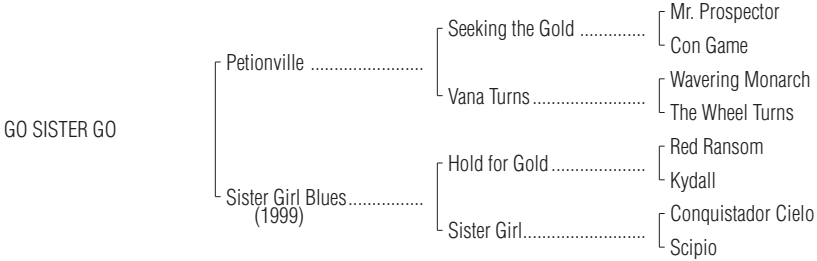 Mr. Prospector
Seeking the Gold ..............
Con Game
Petionville ........................
Wavering Monarch
Vana Turns........................
The Wheel Turns
GO SISTER GO
Red Ransom
Hold for Gold....................
Kydall
Sister Girl Blues................
(1999)
Conquistador Cielo
Sister Girl..........................
Scipio